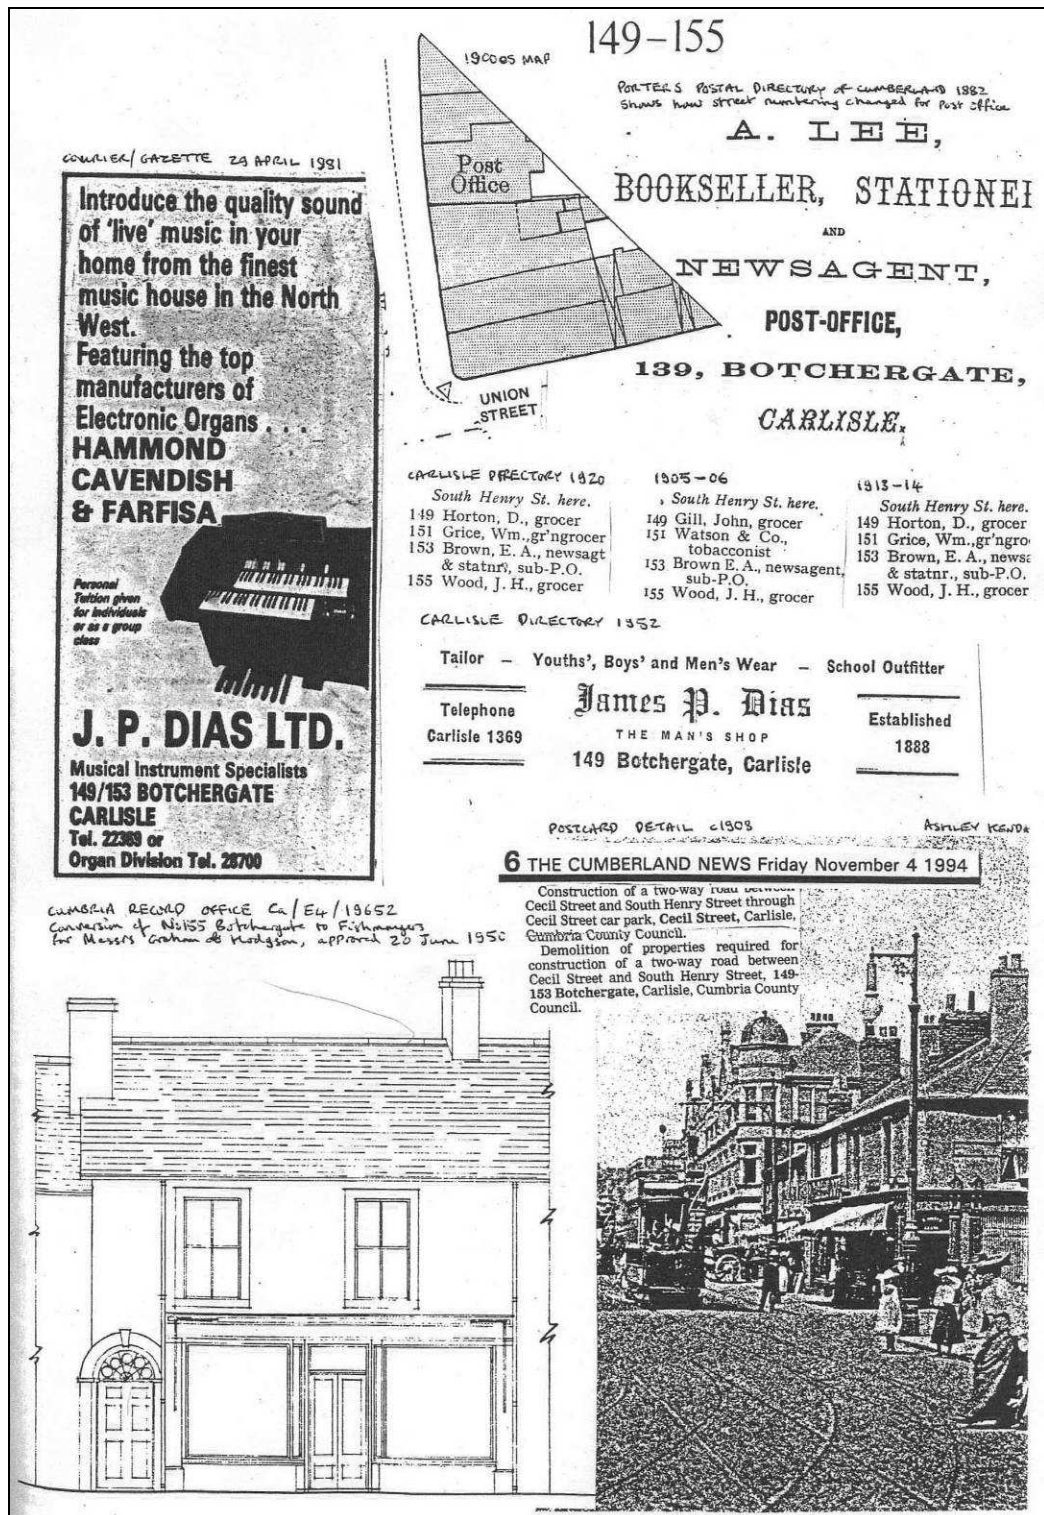 149-155
1900s MAP
PORTERS POSTAL DIRECTORY of CUMBERLAND 1882
Shows how street numbering changed for Post Office
A. LEE,
BOOKSELLER, STATIONE
AND
NEWSAGENT,
POST-OFFICE,
139, BOTCHERGATE,
CARLISLE.
Post
Office
UNION
STREET
COURIER/GAZETTE 29 APRIL 1981
Introduce the quality sound
of 'live' music in your
home from the finest
music house in the North
West.
Featuring the top
manufacturers of
Electronic Organs . . .
HAMMOND
CAVENDISH
& FARFISA
Personal
Tuition given
for individuals
or as a group
class
J. P. DIAS LTD.
Musical Instrument Specialists
149/153 BOTCHERGATE
CARLISLE
Tel. 22369 or
Organ Division Tel. 28700
CARLISLE DIRECTORY 1920
South Henry St. here.
149 Horton, D., grocer
151 Grice, Wm., gr'ngrocer
153 Brown, E. A., newsagt
& statnr, sub-P.O.
155 Wood, J. H., grocer
1905-06
South Henry St. here.
149 Gill, John, grocer
151 Watson & Co.,
tobacconist
153 Brown E. A., newsagent,
sub-P.O.
155 Wood, J. H., grocer
1913-14
South Henry St. here.
149 Horton, D., grocer
151 Grice, Wm., gr'ngro
153 Brown, E. A., newsa
& statnr., sub-P.O.
155 Wood, J. H., grocer
CARLISLE DIRECTORY 1952
Tailor – Youths', Boys' and Men's Wear – School Outfitter
Telephone
Carlisle 1369
James P. Dias
THE MAN'S SHOP
149 Botchergate, Carlisle
Established
1888
POSTCARD DETAIL c1908
ASHLEY KENDA
6 THE CUMBERLAND NEWS Friday November 4 1994
Construction of a two-way road between
Cecil Street and South Henry Street through
Cecil Street car park, Cecil Street, Carlisle,
Cumbria County Council.
Demolition of properties required for
construction of a two-way road between
Cecil Street and South Henry Street, 149-
153 Botchergate, Carlisle, Cumbria County
Council.
CUMBRIA RECORD OFFICE Ca/E4/19652
Conversion of No155 Botchergate to Fishmongers
for Messrs Graham & Hodgson, approved 20 June 195